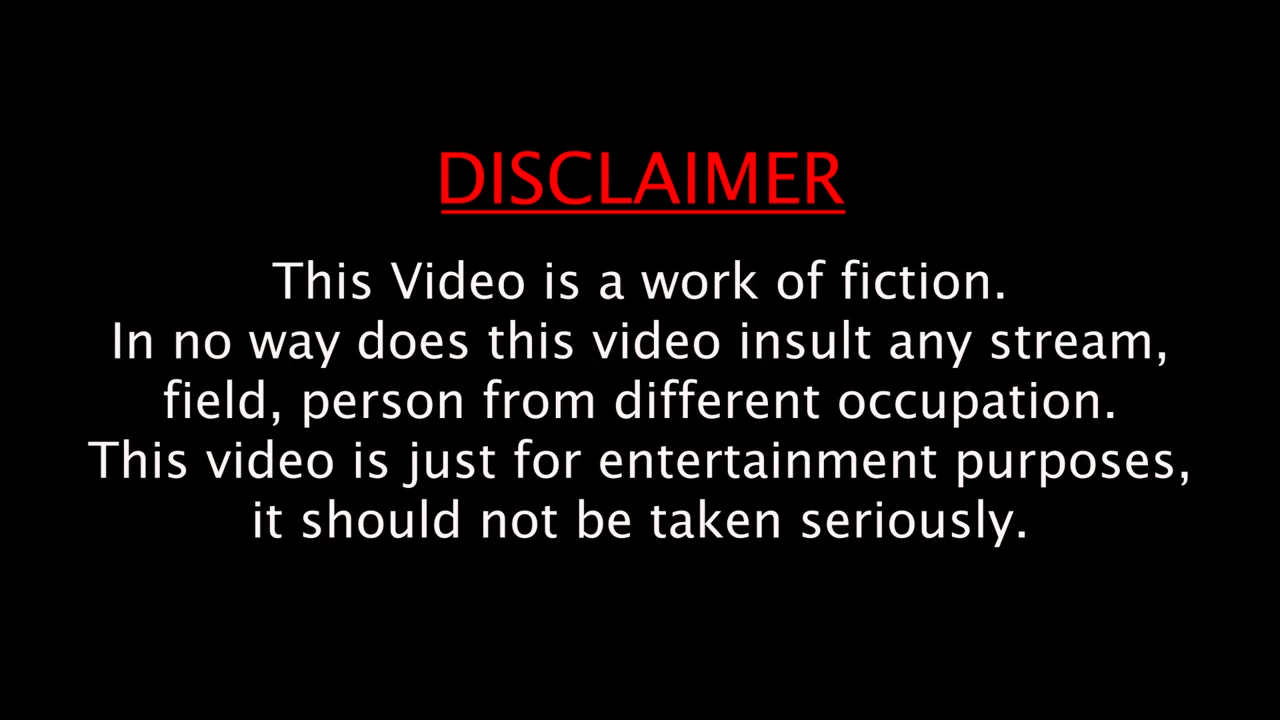 DISCLAIMER
This Video is a work of fiction.
In no way does this video insult any stream,
field, person from different occupation.
This video is just for entertainment purposes,
it should not be taken seriously.